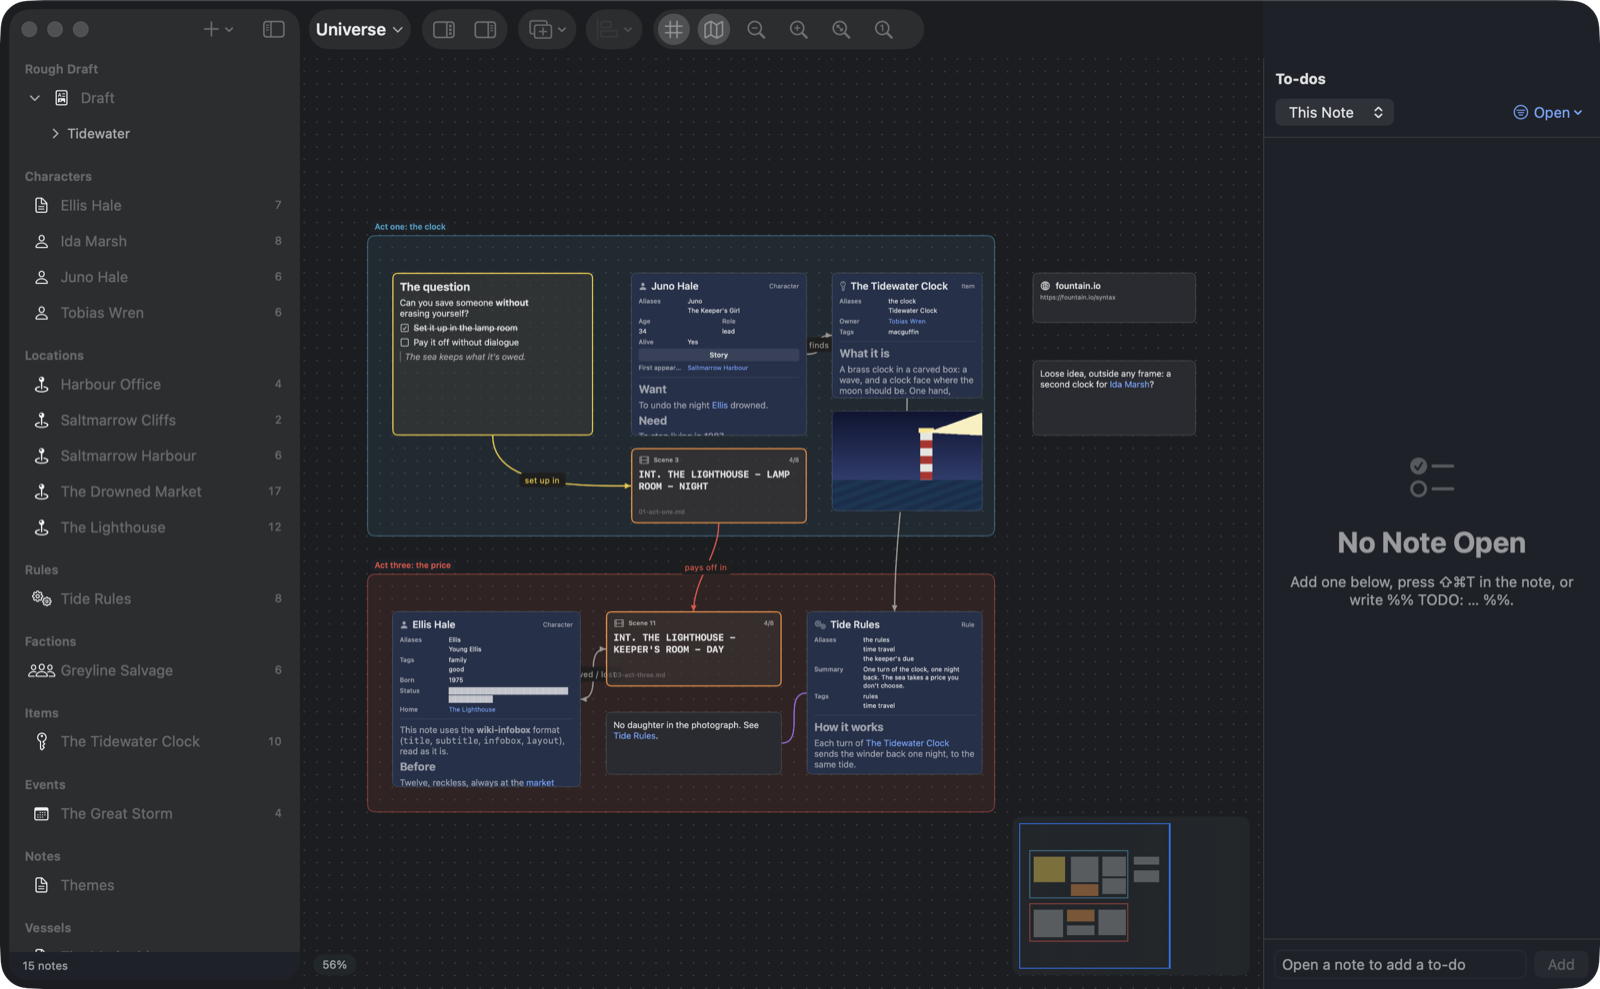 Universe
Rough Draft
Draft
Tidewater
Characters
Ellis Hale 7
Ida Marsh 8
Juno Hale 6
Tobias Wren 6
Locations
Harbour Office 4
Saltmarrow Cliffs 2
Saltmarrow Harbour 6
The Drowned Market 17
The Lighthouse 12
Rules
Tide Rules 8
Factions
Greyline Salvage 6
Items
The Tidewater Clock 10
Events
The Great Storm 4
Notes
Themes
Vessels
15 notes
Act one: the clock
The question
Can you save someone without
erasing yourself?
Set it up in the lamp room
Pay it off without dialogue
The sea keeps what it's owed.
set up in
Juno Hale Character
Aliases Juno
The Keeper's Girl
Age Role
34 lead
Alive Yes
Story
First appear... Saltmarrow Harbour
Want
To undo the night Ellis drowned.
Need
finds
The Tidewater Clock Item
Aliases the clock
Tidewater Clock
Owner Tobias Wren
Tags macguffin
What it is
A brass clock in a carved box: a
wave, and a clock face where the
moon should be. One hand,
Scene 3 4/8
INT. THE LIGHTHOUSE – LAMP
ROOM – NIGHT
01-act-one.md
fountain.io
https://fountain.io/syntax
Loose idea, outside any frame: a
second clock for Ida Marsh?
pays off in
Act three: the price
Ellis Hale Character
Aliases Ellis
Young Ellis
Tags family
good
Born 1975
Status
Home The Lighthouse
This note uses the wiki-infobox format
(title, subtitle, infobox, layout),
read as it is.
Before
Twelve, reckless, always at the market
Scene 11 4/8
INT. THE LIGHTHOUSE –
KEEPER'S ROOM – DAY
03-act-three.md
No daughter in the photograph. See
Tide Rules.
Tide Rules Rule
Aliases the rules
time travel
the keeper's due
Summary One turn of the clock, one night
back. The sea takes a price you
don't choose.
Tags rules
time travel
How it works
Each turn of The Tidewater Clock
sends the winder back one night, to the
same tide.
56%
To-dos
This Note Open
No Note Open
Add one below, press ⇧⌘T in the note, or
write %% TODO: ... %%.
Open a note to add a to-do Add